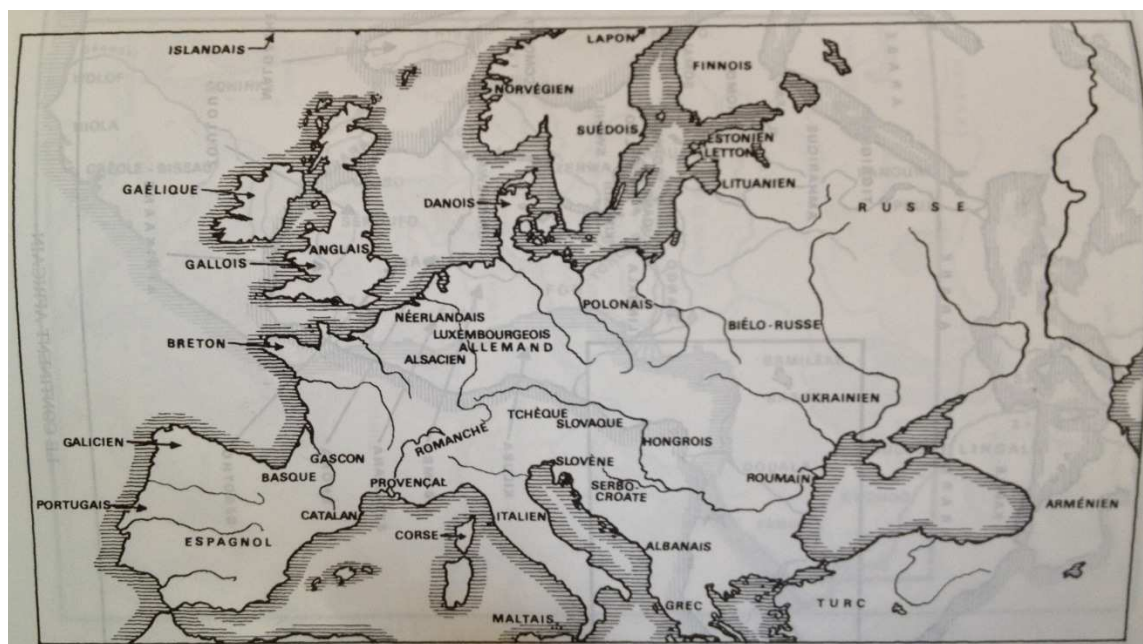 ISLANDAIS
LAPON
FINNOIS
NORVÉGIEN
SUÉDOIS
ESTONIEN
LETTON
LITUANIEN
GAÉLIQUE
DANOIS
RUSSE
ANGLAIS
GALLOIS
POLONAIS
NÉERLANDAIS
BIÉLO-RUSSE
LUXEMBOURGEOIS
BRETON
ALLEMAND
ALSACIEN
UKRAINIEN
TCHÈQUE
SLOVAQUE
ROMANCHE
HONGROIS
GALICIEN
GASCON
SLOVÈNE
BASQUE
PROVENÇAL
SERBO-
CROATE
ROUMAIN
PORTUGAIS
CATALAN
ITALIEN
ARMÉNIEN
CORSE
ESPAGNOL
ALBANAIS
GREC
TURC
MALTAIS